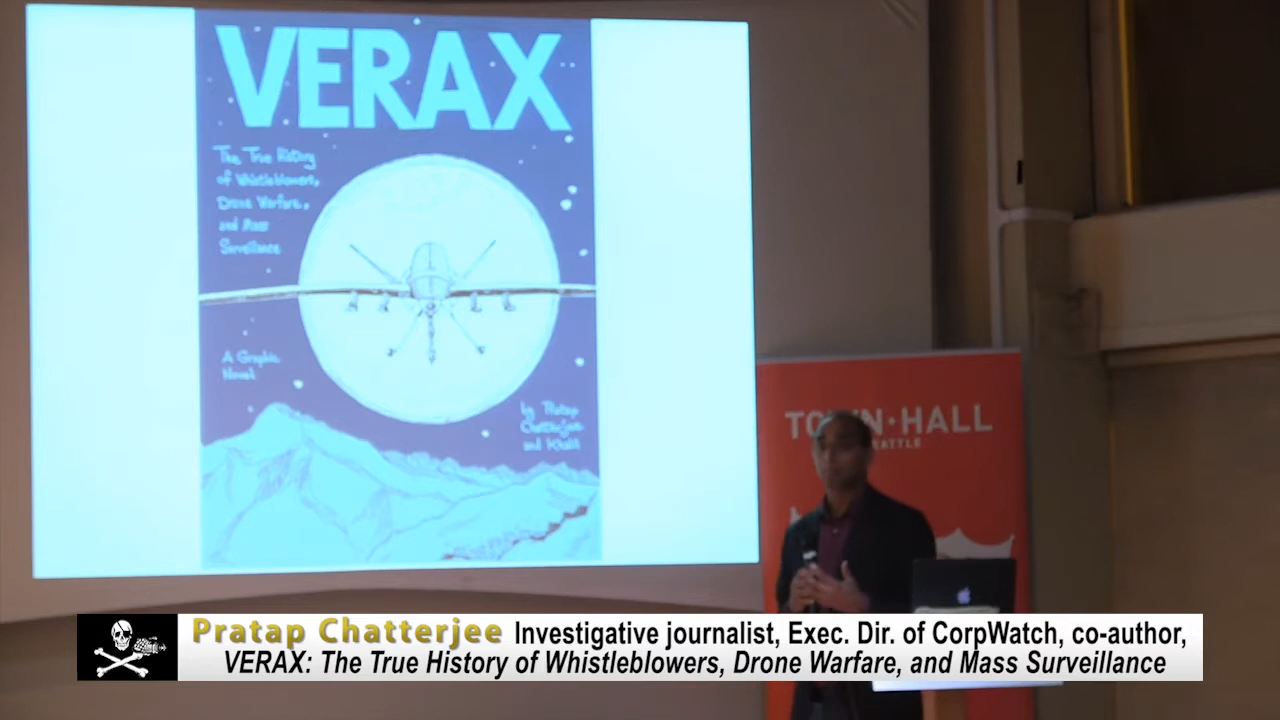 VERAX
The True History
of Whistleblowers,
Drone Warfare,
and Mass
Surveillance
A Graphic
Novel
by Pratap
Chatterjee
and Khalil
TOWN HALL
SEATTLE
Pratap Chatterjee Investigative journalist, Exec. Dir. of CorpWatch, co-author,
VERAX: The True History of Whistleblowers, Drone Warfare, and Mass Surveillance